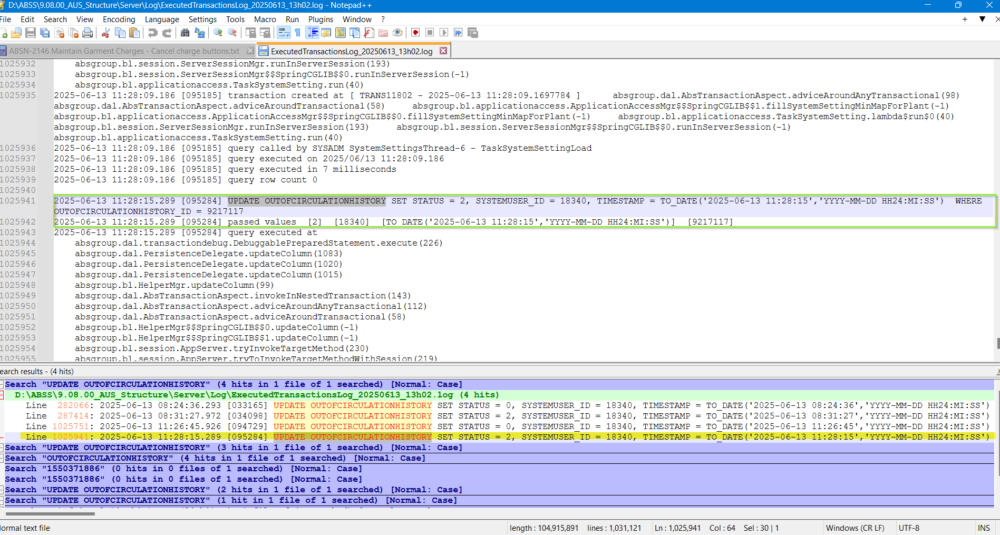 D:\ABSS\9.08.00_AUS_Structure\Server\Log\ExecutedTransactionsLog_20250613_13h02.log - Notepad++
File Edit Search View Encoding Language Settings Tools Macro Run Plugins Window ?
ABSN-2146 Maintain Garment Charges - Cancel charge buttons.txt ExecutedTransactionsLog_20250613_13h02.log
1025932 absgroup.bl.session.ServerSessionMgr.runInServerSession(193)
1025933 absgroup.bl.session.ServerSessionMgr$$SpringCGLIB$$0.runInServerSession(-1)
1025934 absgroup.bl.applicationaccess.TaskSystemSetting.run(40)
1025935 2025-06-13 11:28:09.186 [095185] transaction created at [ TRANS11802 - 2025-06-13 11:28:09.1697784 ] absgroup.dal.AbsTransactionAspect.adviceAroundAnyTransactional(98)
absgroup.dal.AbsTransactionAspect.adviceAroundTransactional(58) absgroup.bl.applicationaccess.ApplicationAccessMgr$$SpringCGLIB$$1.fillSystemSettingMinMapForPlant(-1)
absgroup.bl.applicationaccess.ApplicationAccessMgr$$SpringCGLIB$$0.fillSystemSettingMinMapForPlant(-1) absgroup.bl.applicationaccess.TaskSystemSetting.lambda$run$0(40)
absgroup.bl.session.ServerSessionMgr.runInServerSession(193) absgroup.bl.session.ServerSessionMgr$$SpringCGLIB$$0.runInServerSession(-1)
absgroup.bl.applicationaccess.TaskSystemSetting.run(40)
1025936 2025-06-13 11:28:09.186 [095185] query called by SYSADM SystemSettingsThread-6 - TaskSystemSettingLoad
1025937 2025-06-13 11:28:09.186 [095185] query executed on 2025/06/13 11:28:09.186
1025938 2025-06-13 11:28:09.186 [095185] query executed in 7 milliseconds
1025939 2025-06-13 11:28:09.186 [095185] query row count 0
1025940
1025941 2025-06-13 11:28:15.289 [095284] UPDATE OUTOFCIRCULATIONHISTORY SET STATUS = 2, SYSTEMUSER_ID = 18340, TIMESTAMP = TO_DATE('2025-06-13 11:28:15','YYYY-MM-DD HH24:MI:SS') WHERE
OUTOFCIRCULATIONHISTORY_ID = 9217117
1025942 2025-06-13 11:28:15.289 [095284] passed values [2] [18340] [TO_DATE('2025-06-13 11:28:15','YYYY-MM-DD HH24:MI:SS')] [9217117]
1025943 2025-06-13 11:28:15.289 [095284] query executed at
1025944 absgroup.dal.transactiondebug.DebuggablePreparedStatement.execute(226)
1025945 absgroup.dal.PersistenceDelegate.updateColumn(1083)
1025946 absgroup.dal.PersistenceDelegate.updateColumn(1020)
1025947 absgroup.dal.PersistenceDelegate.updateColumn(1015)
1025948 absgroup.bl.HelperMgr.updateColumn(99)
1025949 absgroup.dal.AbsTransactionAspect.invokeInNestedTransaction(143)
1025950 absgroup.dal.AbsTransactionAspect.adviceAroundAnyTransactional(112)
1025951 absgroup.dal.AbsTransactionAspect.adviceAroundTransactional(58)
1025952 absgroup.bl.HelperMgr$$SpringCGLIB$$0.updateColumn(-1)
1025953 absgroup.bl.HelperMgr$$SpringCGLIB$$1.updateColumn(-1)
1025954 absgroup.bl.session.AppServer.tryInvokeTargetMethod(230)
1025955 absgroup.bl.session.AppServer.tryToInvokeTargetMethodWithSession(219)
earch results - (4 hits)
Search "UPDATE OUTOFCIRCULATIONHISTORY" (4 hits in 1 file of 1 searched) [Normal: Case]
D:\ABSS\9.08.00_AUS_Structure\Server\Log\ExecutedTransactionsLog_20250613_13h02.log (4 hits)
Line 282066: 2025-06-13 08:24:36.293 [033165] UPDATE OUTOFCIRCULATIONHISTORY SET STATUS = 0, SYSTEMUSER_ID = 18340, TIMESTAMP = TO_DATE('2025-06-13 08:24:36','YYYY-MM-DD HH24:MI:SS')
Line 287414: 2025-06-13 08:31:27.972 [034098] UPDATE OUTOFCIRCULATIONHISTORY SET STATUS = 2, SYSTEMUSER_ID = 18340, TIMESTAMP = TO_DATE('2025-06-13 08:31:27','YYYY-MM-DD HH24:MI:SS')
Line 1025751: 2025-06-13 11:26:45.926 [094729] UPDATE OUTOFCIRCULATIONHISTORY SET STATUS = 0, SYSTEMUSER_ID = 18340, TIMESTAMP = TO_DATE('2025-06-13 11:26:45','YYYY-MM-DD HH24:MI:SS')
Line 1025941: 2025-06-13 11:28:15.289 [095284] UPDATE OUTOFCIRCULATIONHISTORY SET STATUS = 2, SYSTEMUSER_ID = 18340, TIMESTAMP = TO_DATE('2025-06-13 11:28:15','YYYY-MM-DD HH24:MI:SS')
Search "UPDATE OUTOFCIRCULATIONHISTORY" (3 hits in 1 file of 1 searched) [Normal: Case]
Search "OUTOFCIRCULATIONHISTORY" (4 hits in 1 file of 1 searched) [Normal: Case]
Search "1550371886" (0 hits in 0 files of 1 searched) [Normal: Case]
Search "1550371886" (0 hits in 0 files of 1 searched) [Normal: Case]
Search "UPDATE OUTOFCIRCULATIONHISTORY" (2 hits in 1 file of 1 searched) [Normal: Case]
Search "UPDATE OUTOFCIRCULATIONHISTORY" (1 hit in 1 file of 1 searched) [Normal: Case]
ormal text file length : 104,915,891 lines : 1,031,121 Ln : 1,025,941 Col : 64 Sel : 30 | 1 Windows (CR LF) UTF-8 INS